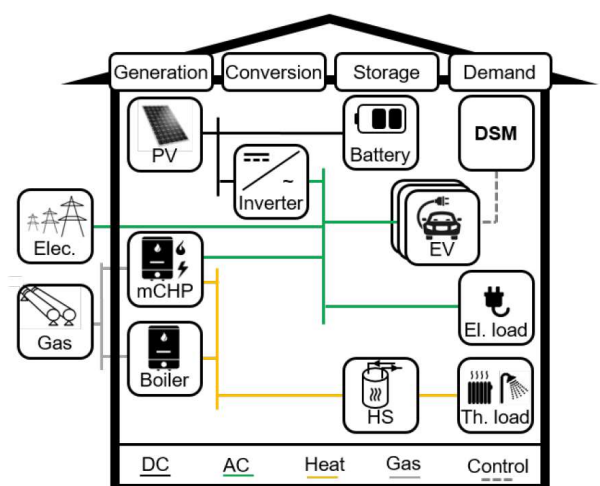 Generation Conversion Storage Demand
PV
Battery
DSM
Inverter
Elec.
EV
mCHP
Gas
El. load
Boiler
HS
Th. load
DC AC Heat Gas Control